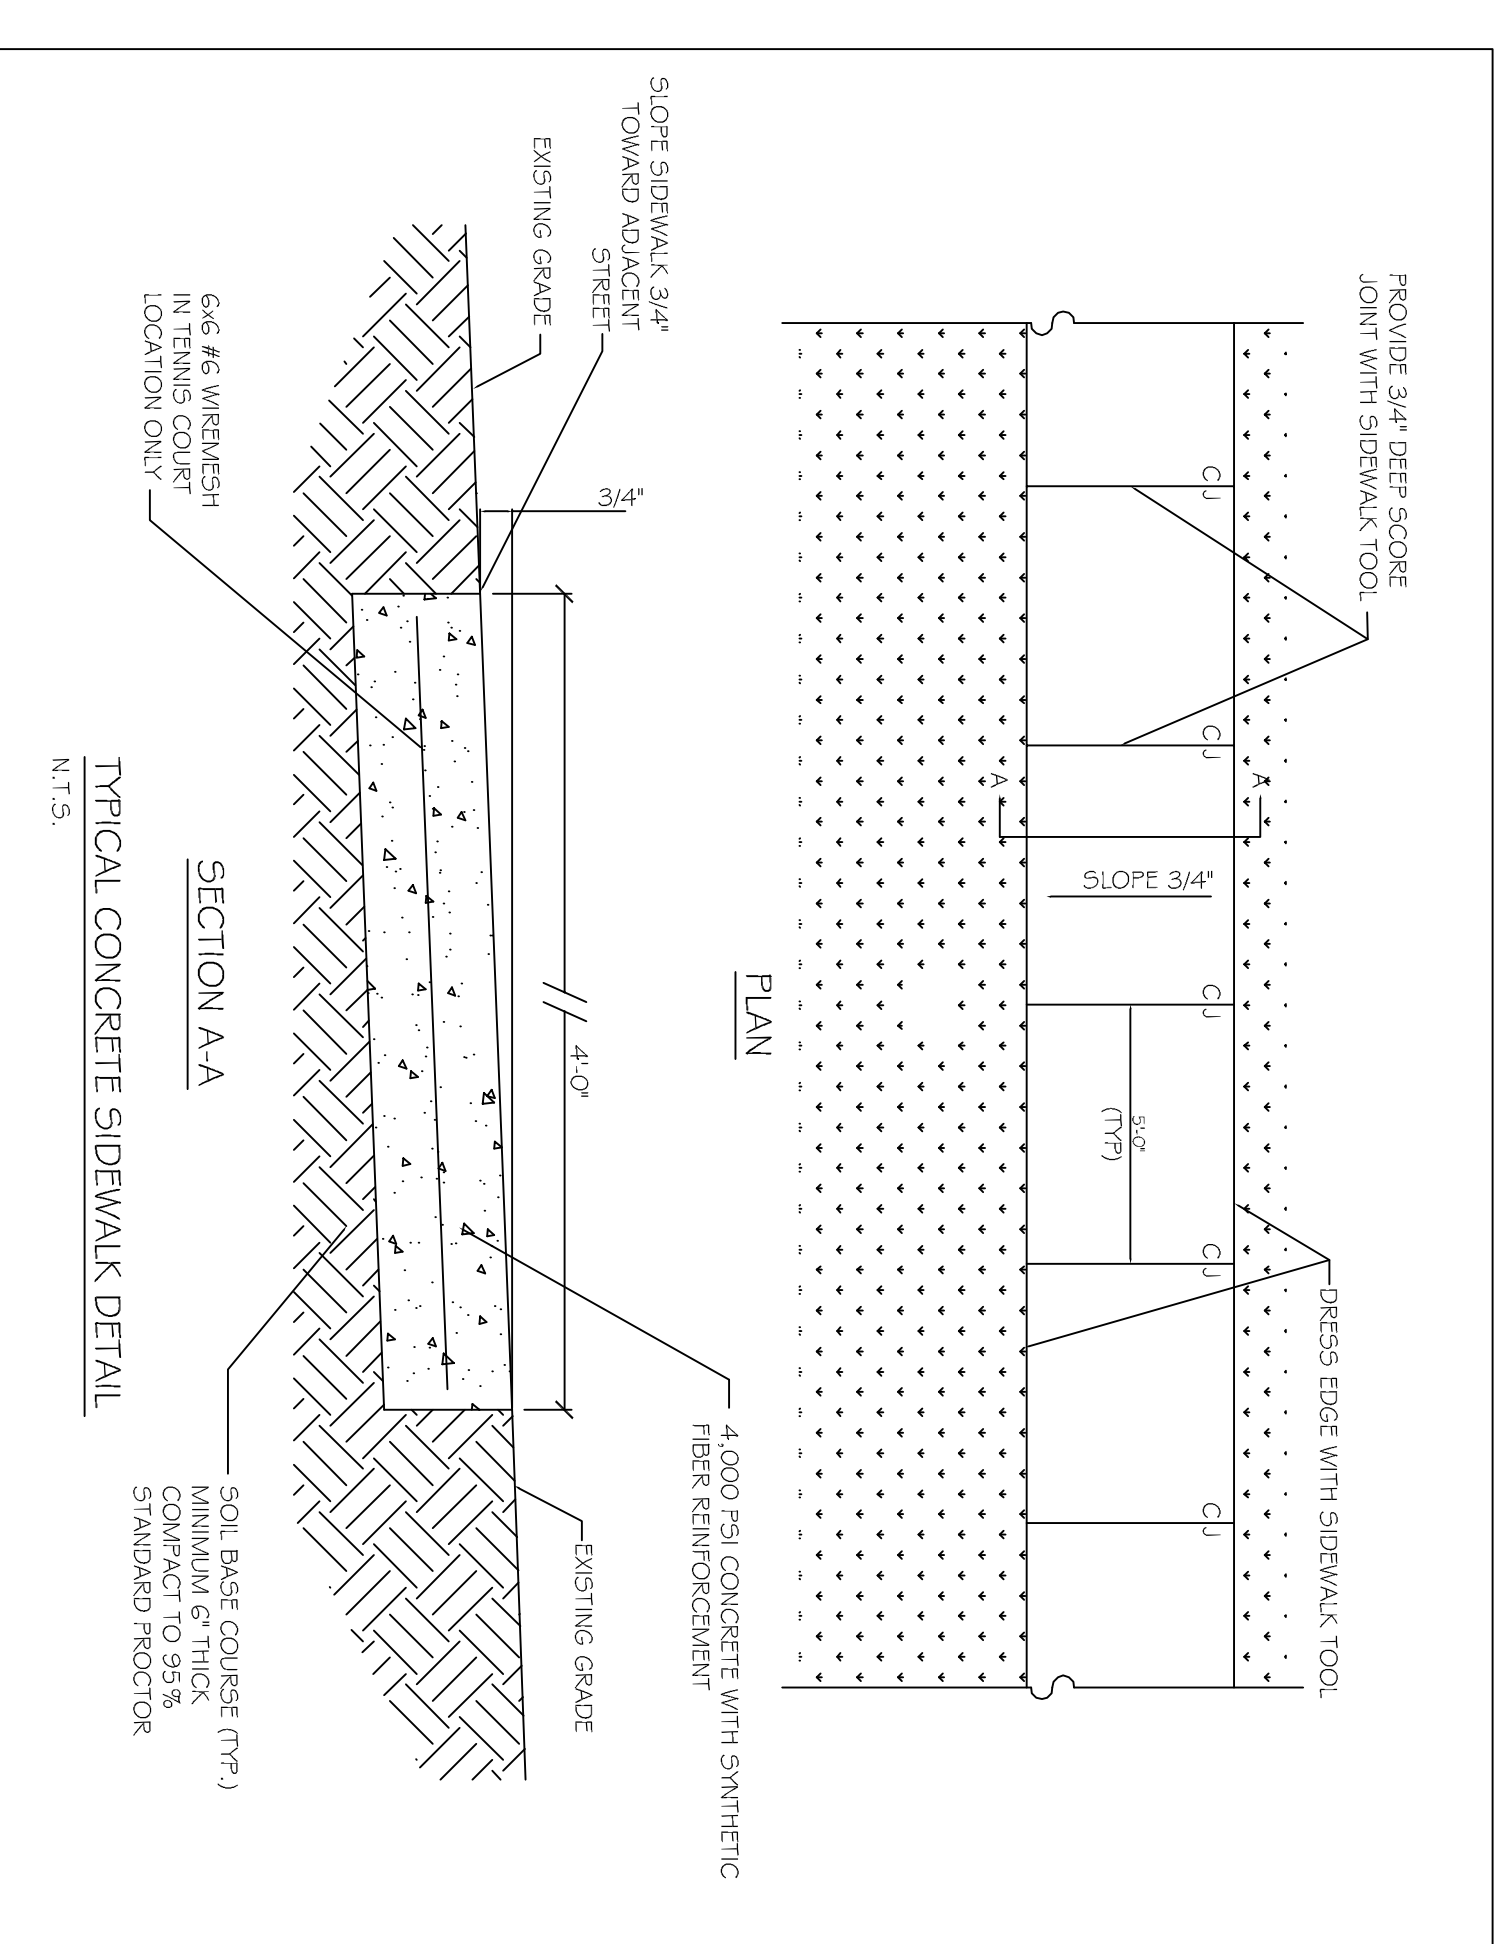 PROVIDE 3/4" DEEP SCORE
JOINT WITH SIDEWALK TOOL
DRESS EDGE WITH SIDEWALK TOOL
CJ
CJ
CJ
CJ
CJ
A
A
SLOPE 3/4"
5'-0"
(TYP)
PLAN
SLOPE SIDEWALK 3/4"
TOWARD ADJACENT
STREET
EXISTING GRADE
3/4"
4'-0"
4,000 PSI CONCRETE WITH SYNTHETIC
FIBER REINFORCEMENT
EXISTING GRADE
6x6 #6 WIREMESH
IN TENNIS COURT
LOCATION ONLY
SOIL BASE COURSE (TYP.)
MINIMUM 6" THICK
COMPACT TO 95%
STANDARD PROCTOR
SECTION A-A
TYPICAL CONCRETE SIDEWALK DETAIL
N.T.S.